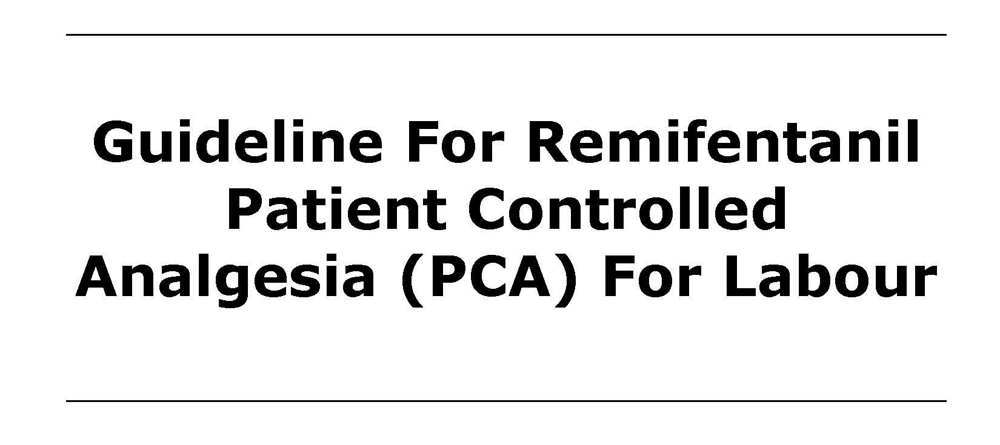 Guideline For Remifentanil
Patient Controlled
Analgesia (PCA) For Labour